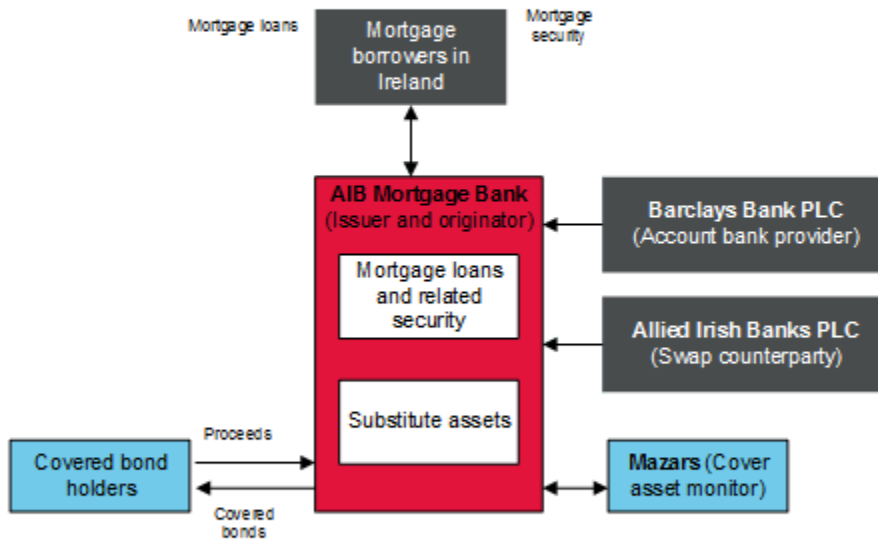 Mortgage loans
Mortgage
borrowers in
Ireland
Mortgage
security
AIB Mortgage Bank
(Issuer and originator)
Mortgage loans
and related
security
Substitute assets
Barclays Bank PLC
(Account bank provider)
Allied Irish Banks PLC
(Swap counterparty)
Proceeds
Covered bond
holders
Covered
bonds
Mazars (Cover
asset monitor)